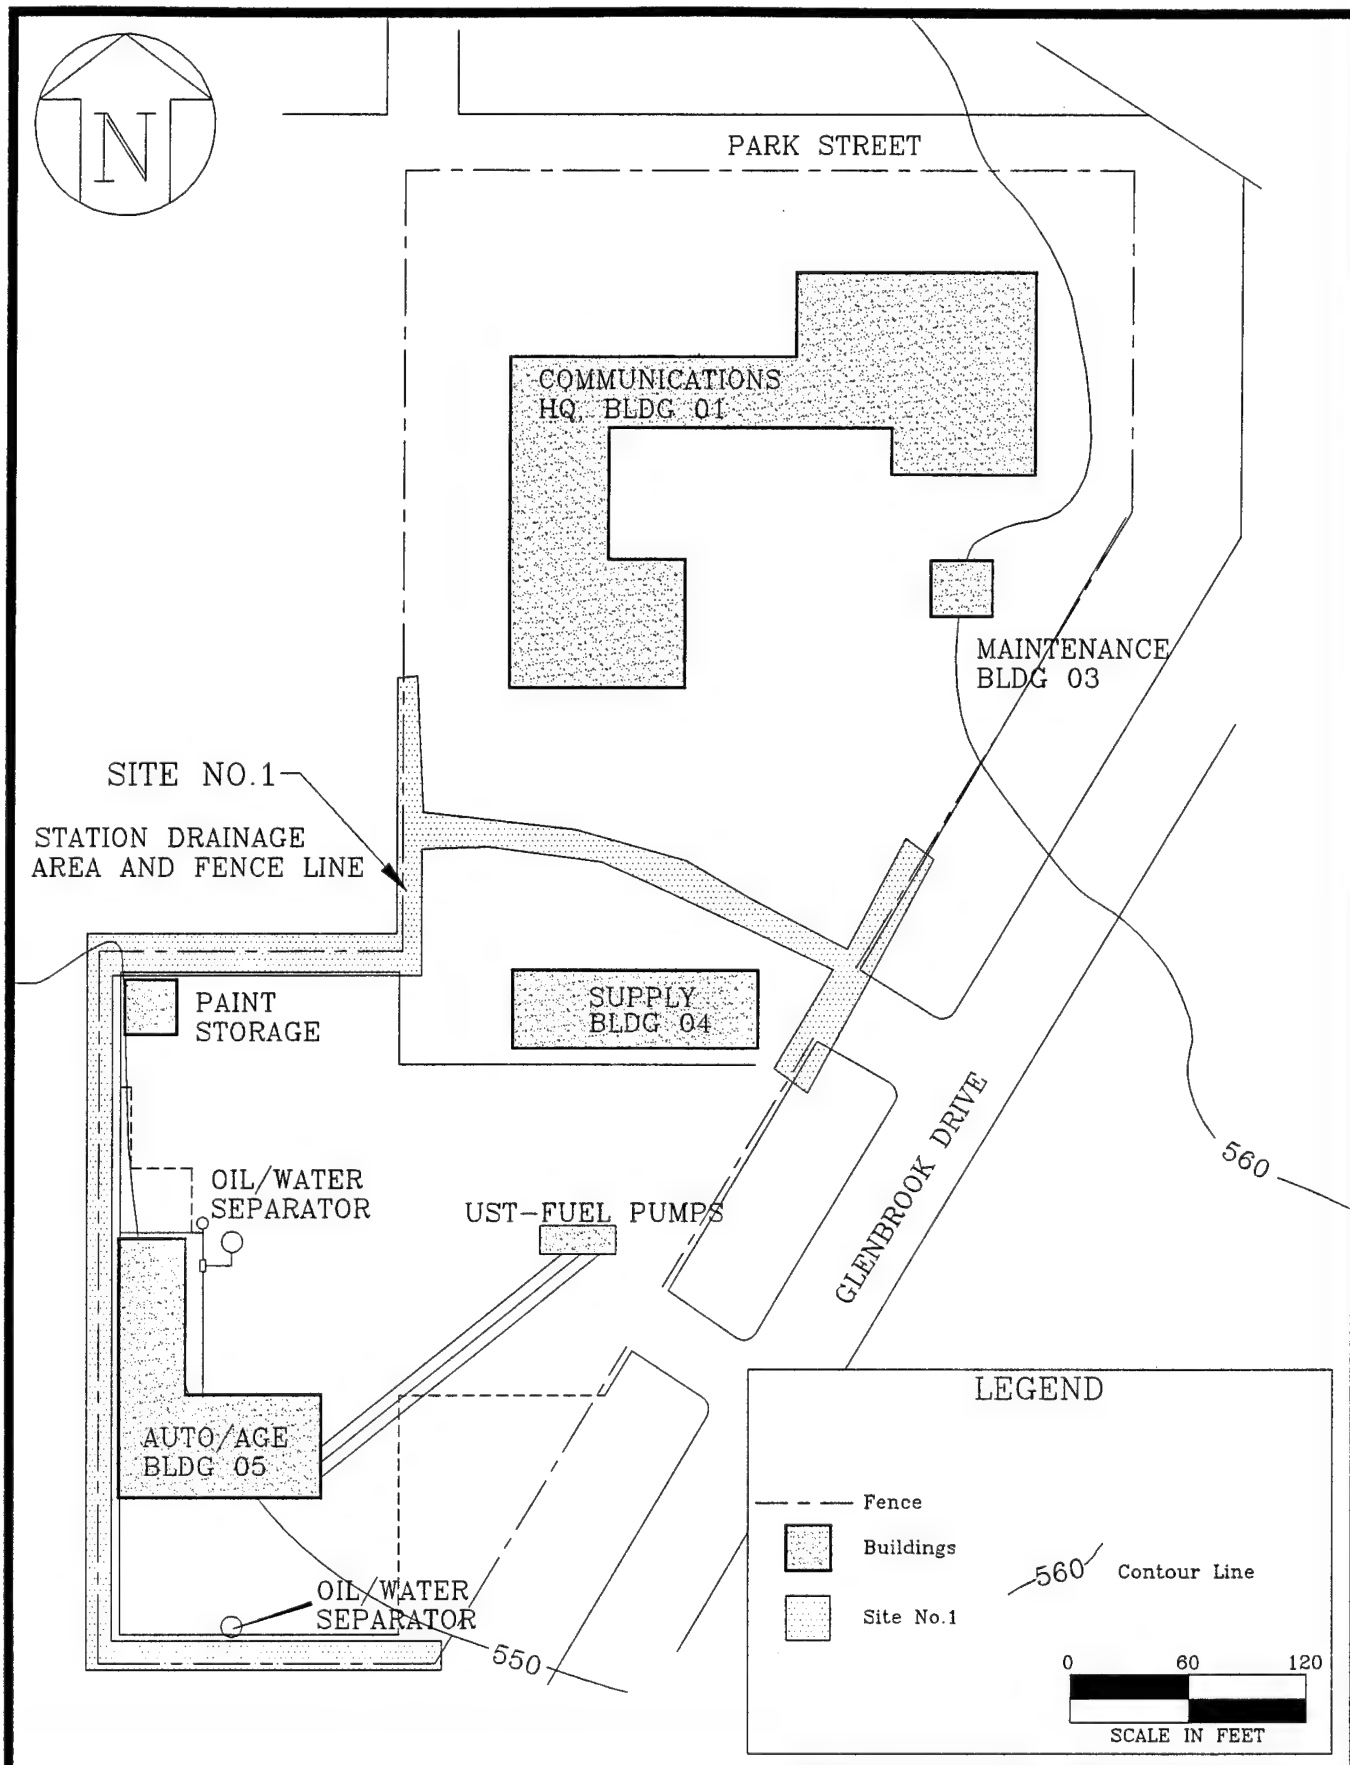 N
PARK STREET
COMMUNICATIONS
HQ. BLDG 01
MAINTENANCE
BLDG 03
SITE NO.1
STATION DRAINAGE
AREA AND FENCE LINE
PAINT
STORAGE
SUPPLY
BLDG 04
GLENBROOK DRIVE
560
OIL/WATER
SEPARATOR
UST-FUEL PUMPS
AUTO/AGE
BLDG 05
OIL/WATER
SEPARATOR
550
LEGEND
Fence
Buildings
560 Contour Line
Site No.1
0 60 120
SCALE IN FEET